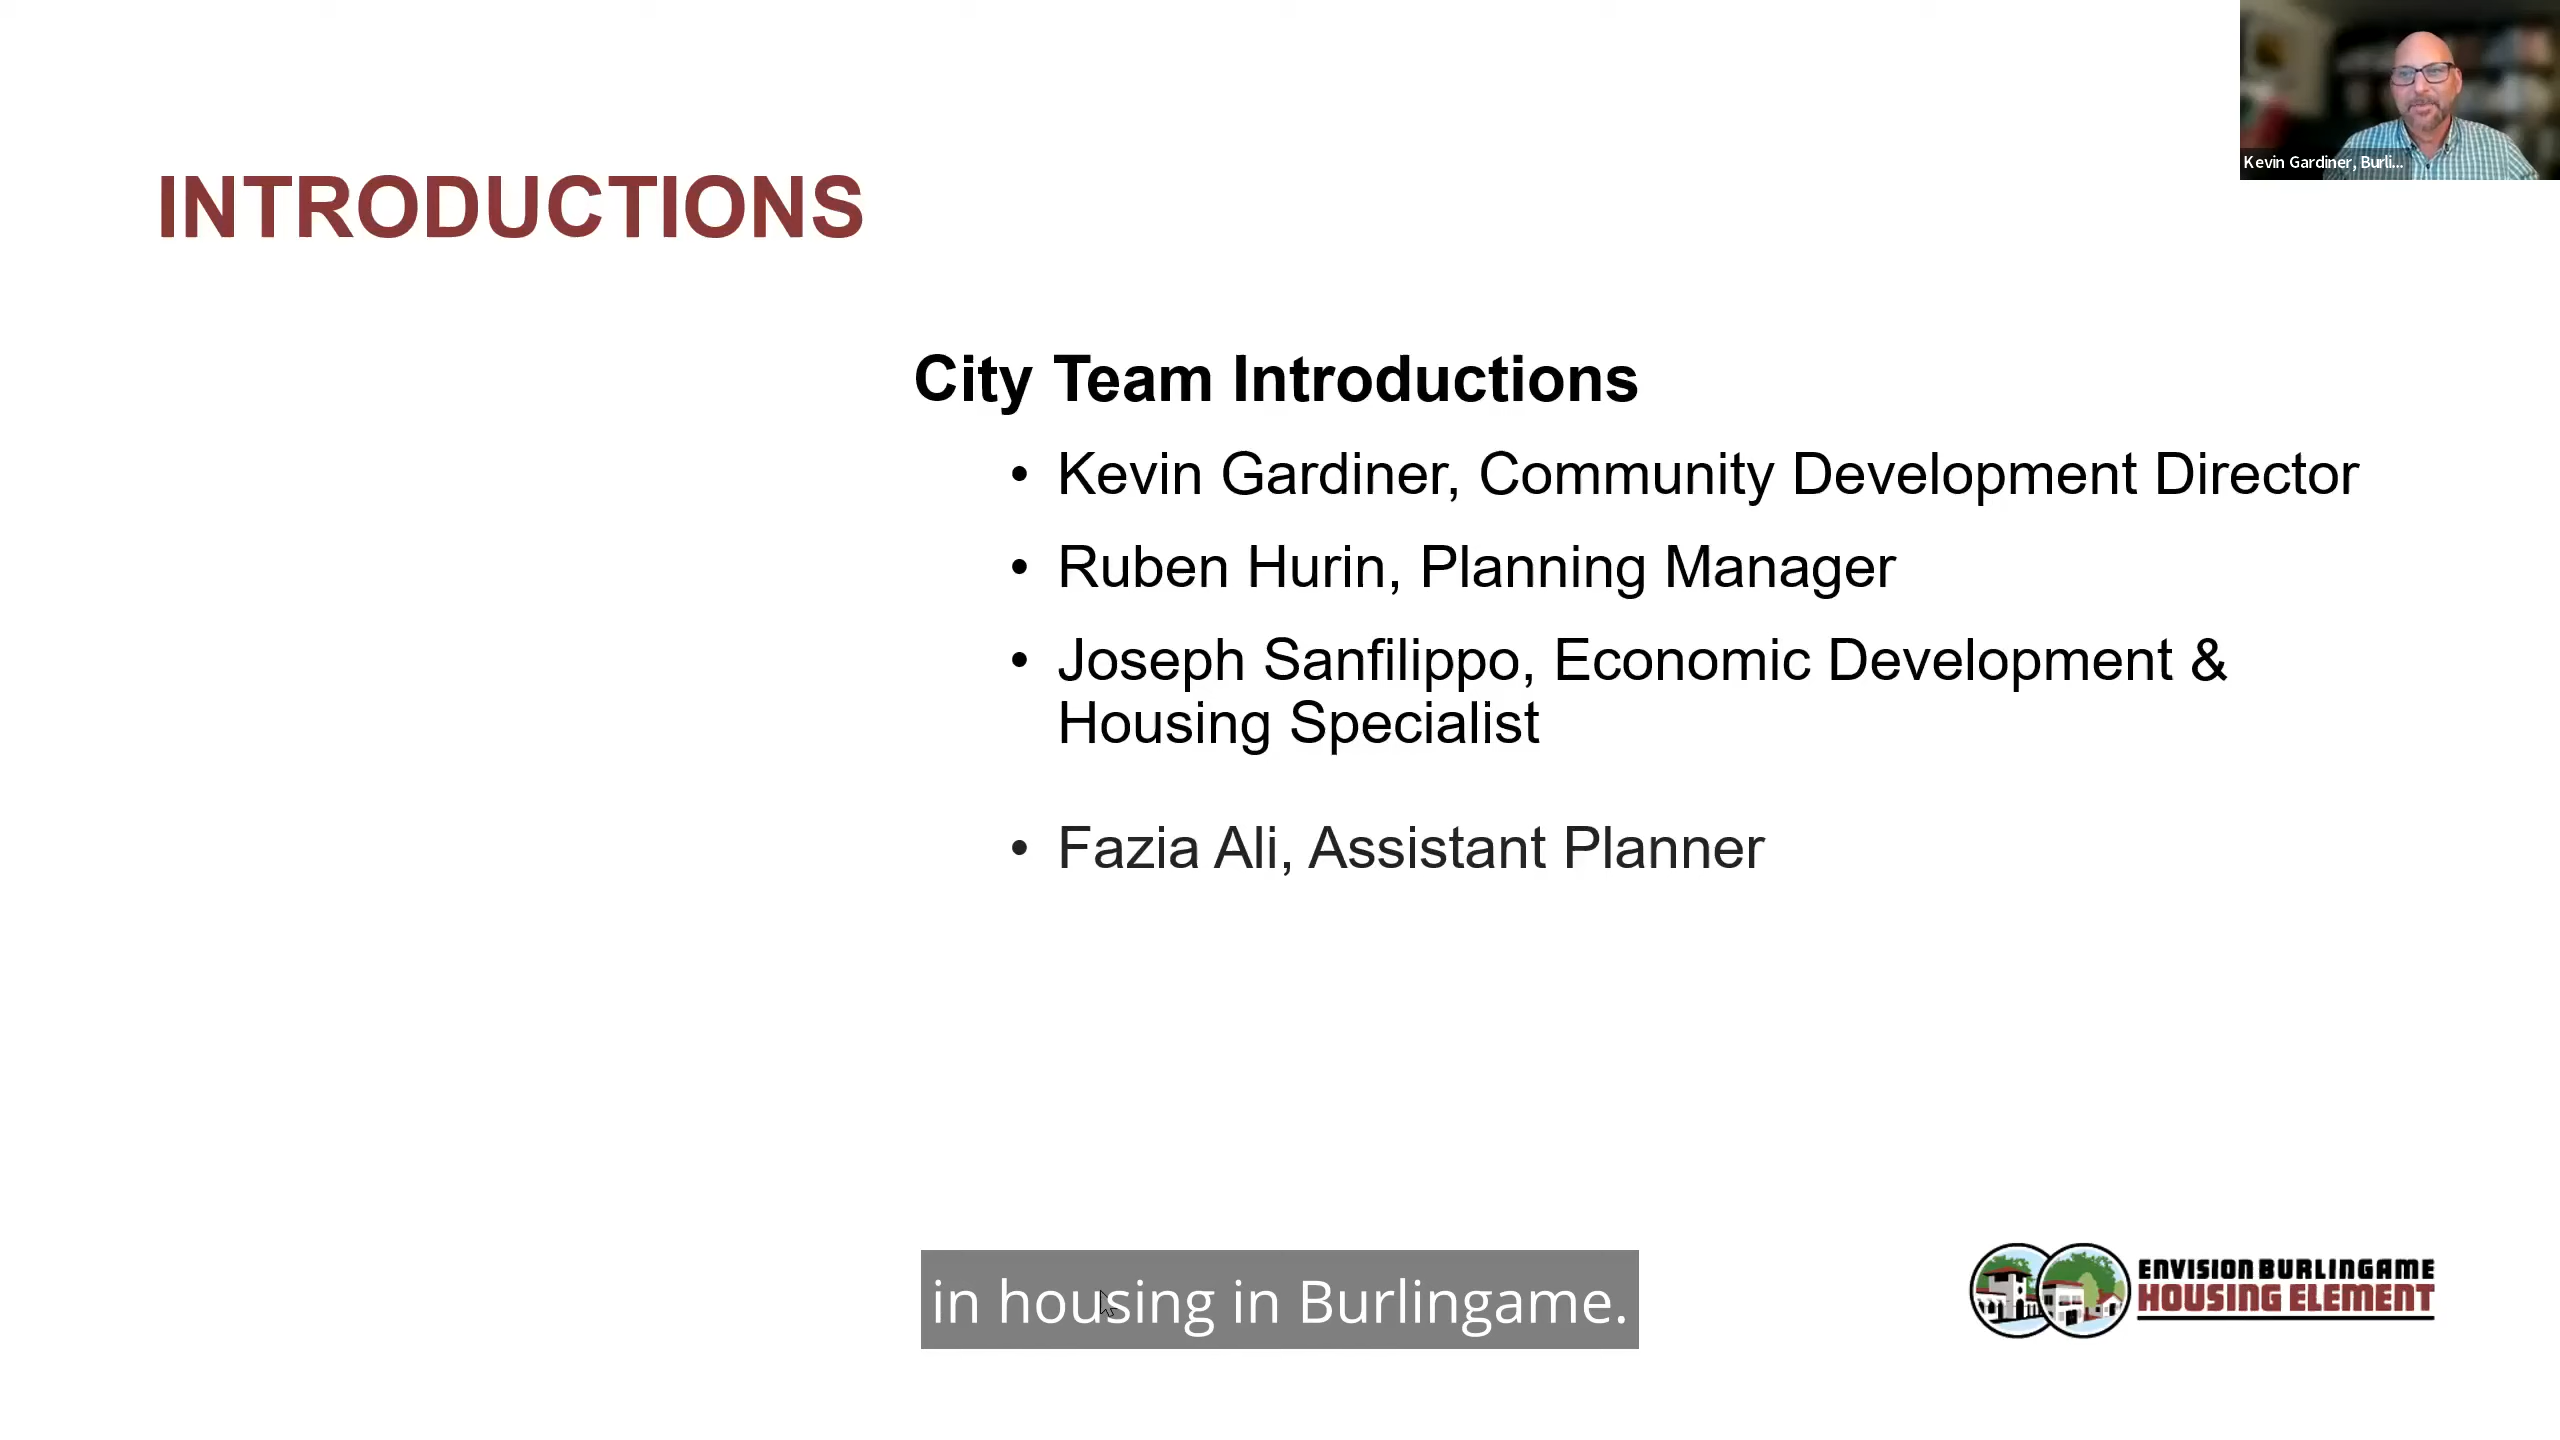 Kevin Gardiner, Burli...
INTRODUCTIONS
City Team Introductions
• Kevin Gardiner, Community Development Director
• Ruben Hurin, Planning Manager
• Joseph Sanfilippo, Economic Development &
Housing Specialist
• Fazia Ali, Assistant Planner
in housing in Burlingame.
ENVISION BURLINGAME
HOUSING ELEMENT